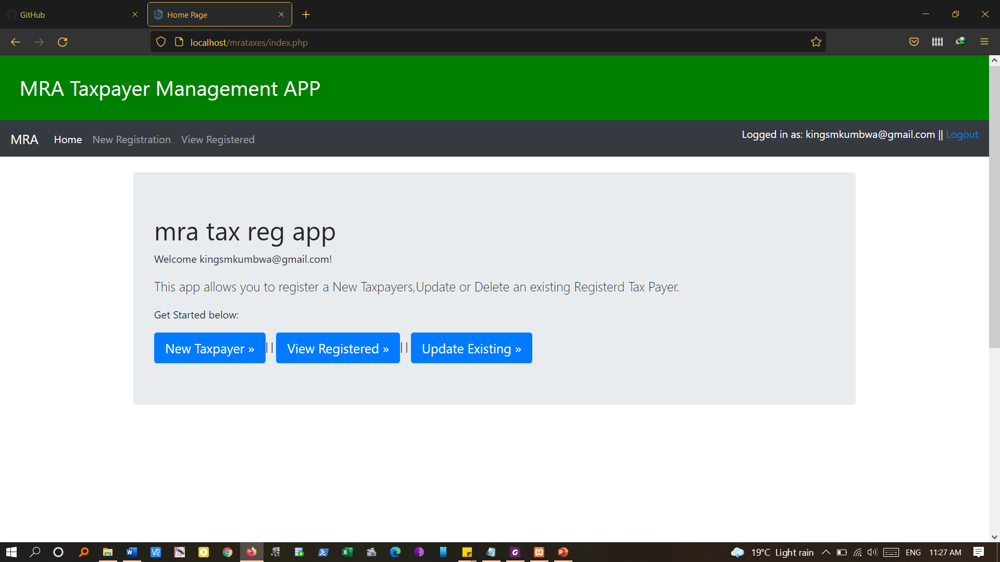 GitHub
Home Page
localhost/mrataxes/index.php
MRA Taxpayer Management APP
MRA Home New Registration View Registered
Logged in as: kingsmkumbwa@gmail.com || Logout
mra tax reg app
Welcome kingsmkumbwa@gmail.com!
This app allows you to register a New Taxpayers,Update or Delete an existing Registerd Tax Payer.
Get Started below:
New Taxpayer » || View Registered » || Update Existing »
19°C Light rain ENG 11:27 AM